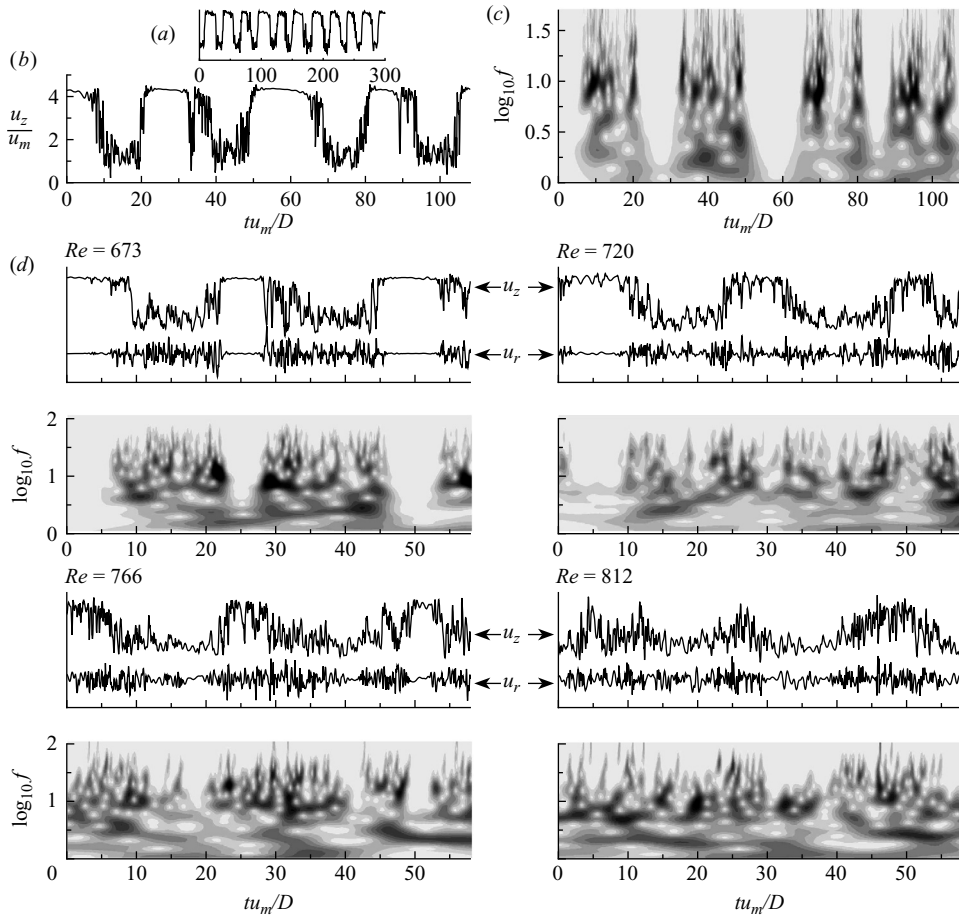 (a)
0 100 200 300
(b)
u_z/u_m
4
2
0
0 20 40 60 80 100
tu_m/D
(c)
log10 f
1.5
1.0
0.5
0
0 20 40 60 80 100
tu_m/D
(d)
Re = 673
Re = 720
u_z
u_r
log10 f
2
1
0
0 10 20 30 40 50
0 10 20 30 40 50
Re = 766
Re = 812
u_z
u_r
log10 f
2
1
0
0 10 20 30 40 50
tu_m/D
0 10 20 30 40 50
tu_m/D